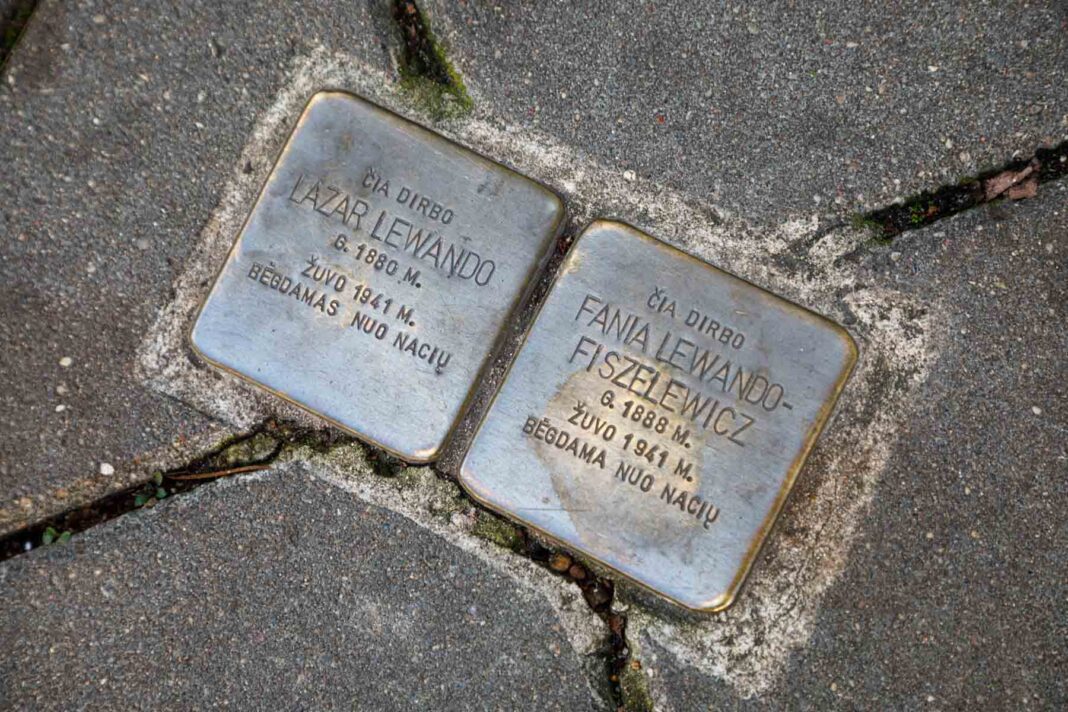 ČIA DIRBO
LAZAR LEWANDO
G. 1880 M.
ŽUVO 1941 M.
BĖGDAMAS NUO NACIŲ
ČIA DIRBO
FANIA LEWANDO-
FISZELEWICZ
G. 1888 M.
ŽUVO 1941 M.
BĖGDAMA NUO NACIŲ